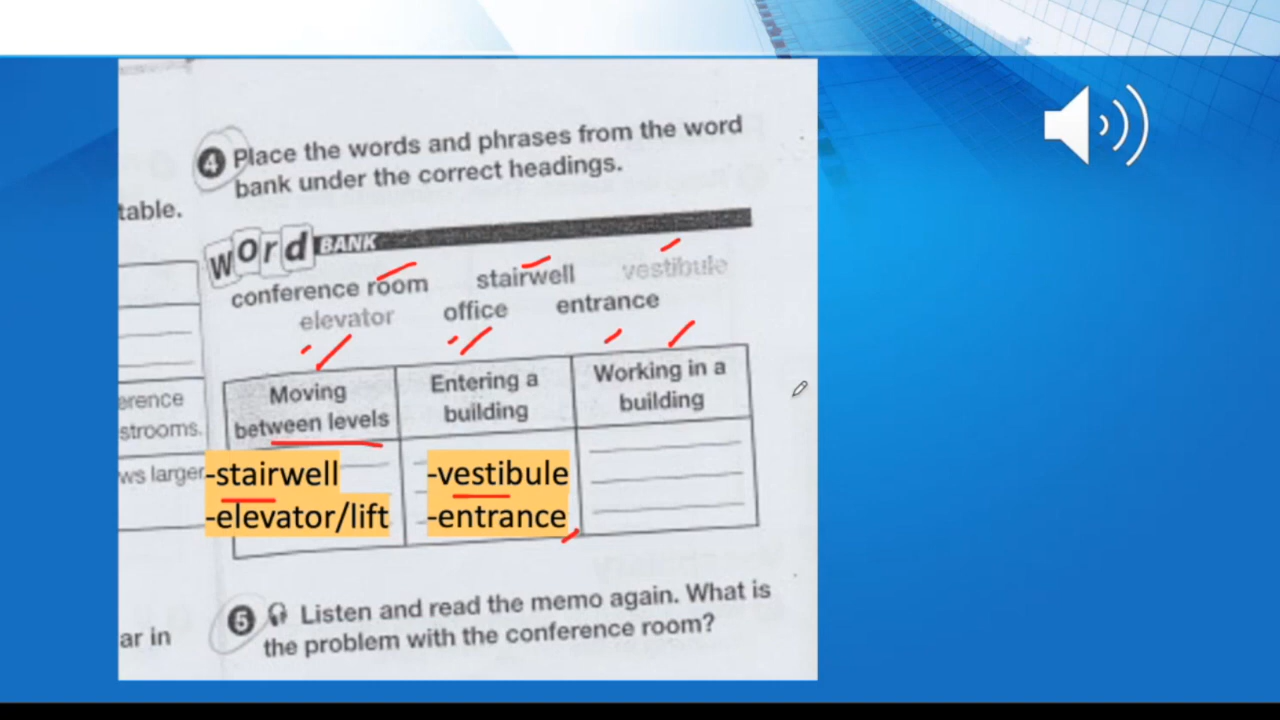 4 Place the words and phrases from the word
bank under the correct headings.
table.
Word BANK
conference room stairwell vestibule
elevator office entrance
Moving
between levels
Entering a
building
Working in a
building
erence
strooms.
ws larger
-stairwell
-elevator/lift
-vestibule
-entrance
5 Listen and read the memo again. What is
the problem with the conference room?
ar in